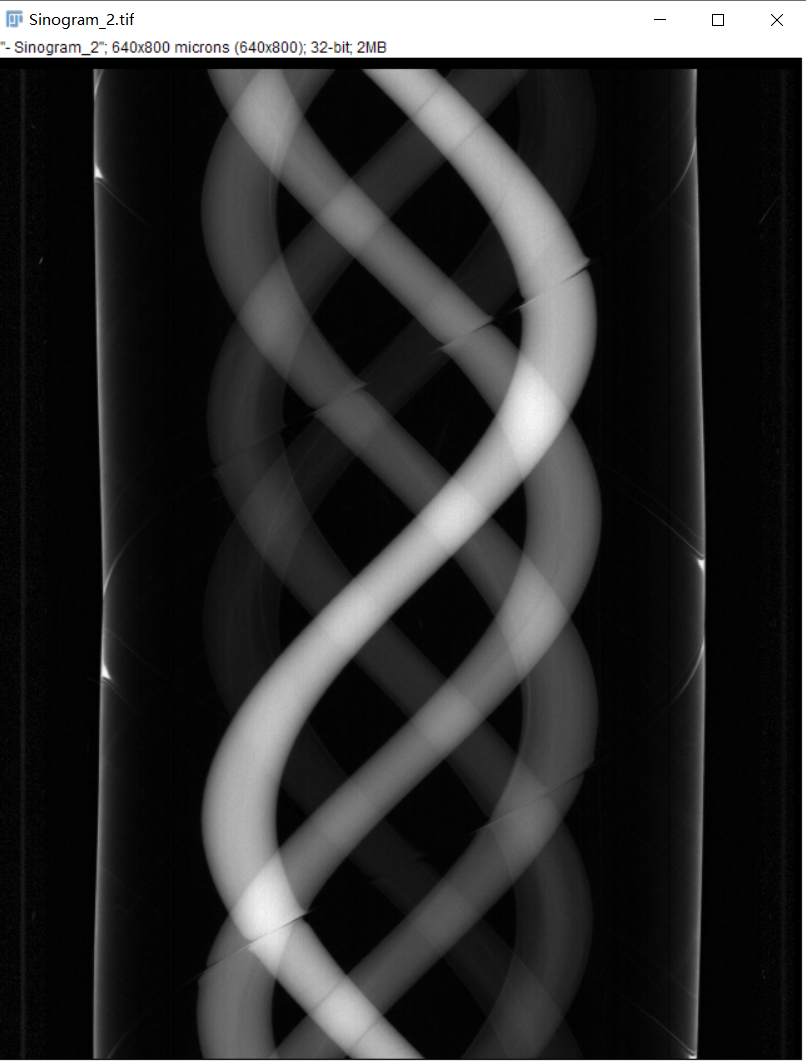 Sinogram_2.tif
"- Sinogram_2"; 640x800 microns (640x800); 32-bit; 2MB